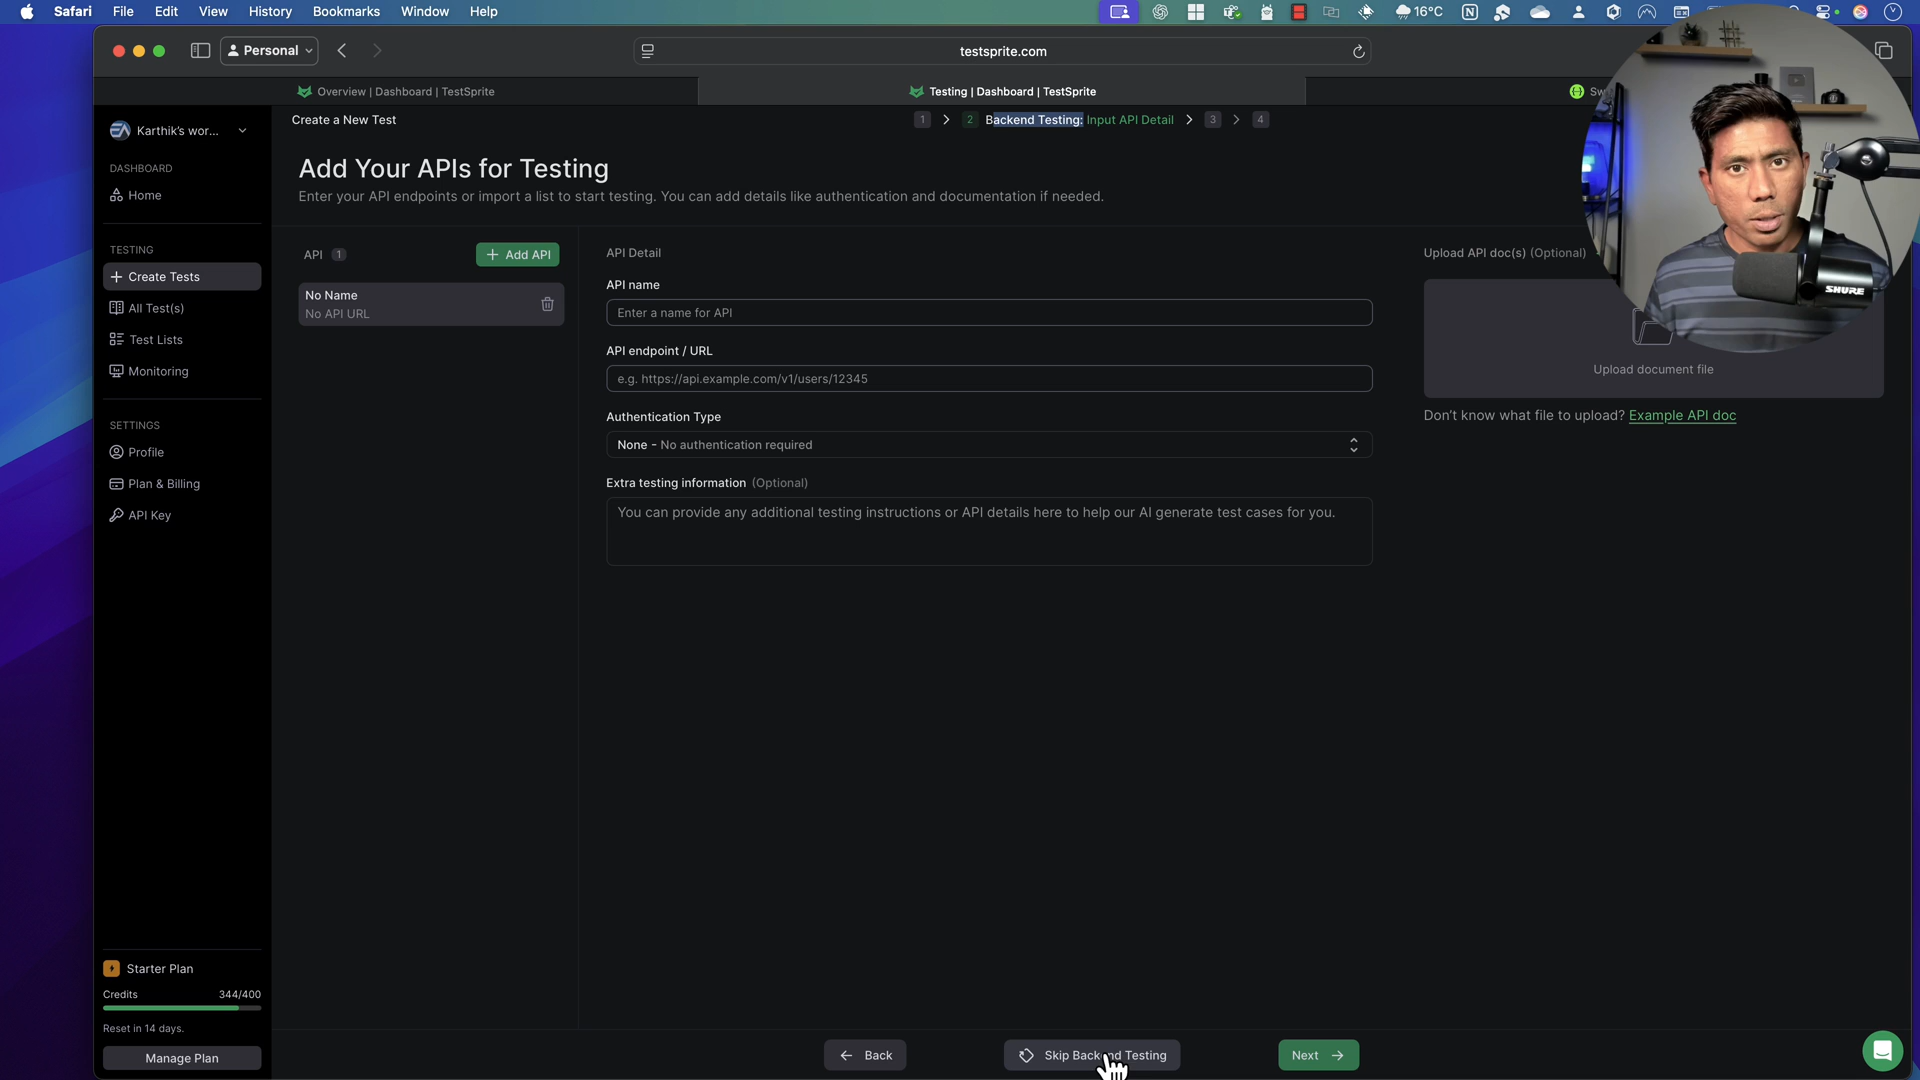 Safari File Edit View History Bookmarks Window Help
16°C
Personal
testsprite.com
Overview | Dashboard | TestSprite
Testing | Dashboard | TestSprite
Karthik's wor...
Create a New Test
1 2 Backend Testing: Input API Detail 3 4
DASHBOARD
Home
TESTING
Create Tests
All Test(s)
Test Lists
Monitoring
SETTINGS
Profile
Plan & Billing
API Key
Starter Plan
Credits 344/400
Reset in 14 days.
Manage Plan
Add Your APIs for Testing
Enter your API endpoints or import a list to start testing. You can add details like authentication and documentation if needed.
API 1
+ Add API
No Name
No API URL
API Detail
API name
Enter a name for API
API endpoint / URL
e.g. https://api.example.com/v1/users/12345
Authentication Type
None - No authentication required
Extra testing information (Optional)
You can provide any additional testing instructions or API details here to help our AI generate test cases for you.
Upload API doc(s) (Optional)
Upload document file
Don't know what file to upload? Example API doc
SHURE
Back
Skip Backend Testing
Next